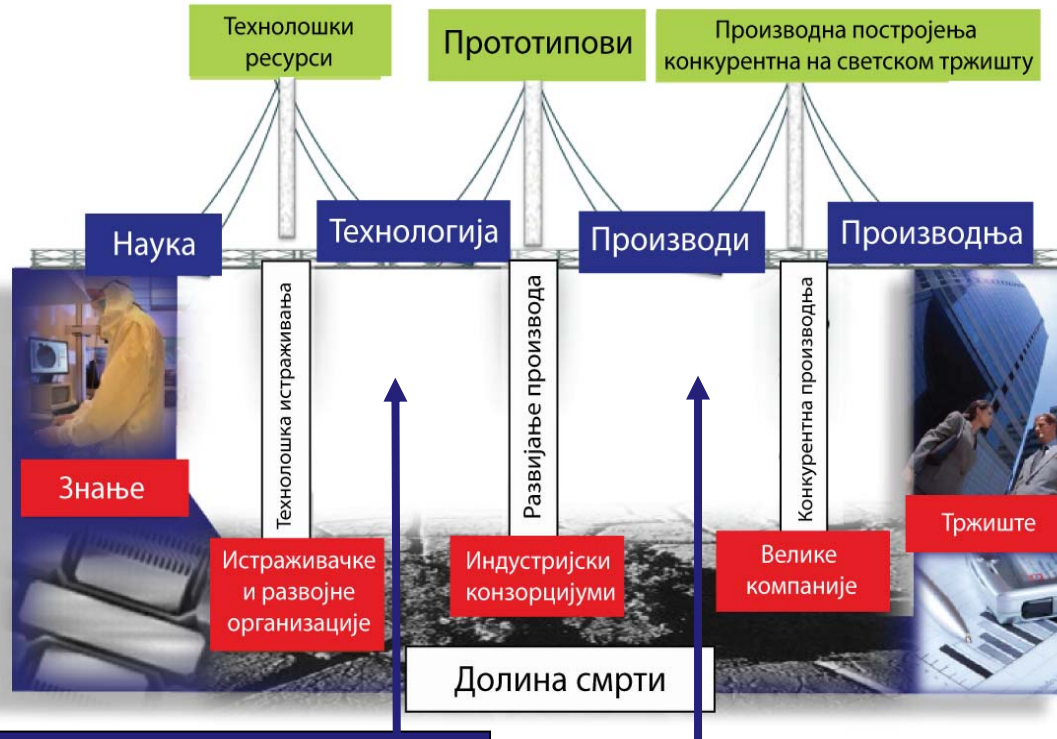 Технолошки
ресурси
Прототипови
Производна постројења
конкурентна на светском тржишту
Наука
Технологија
Производи
Производња
Технолошка истраживања
Развијање производа
Конкурентна производња
Знање
Истраживачке
и развојне
организације
Индустријски
конзорцијуми
Велике
компаније
Тржиште
Долина смрти